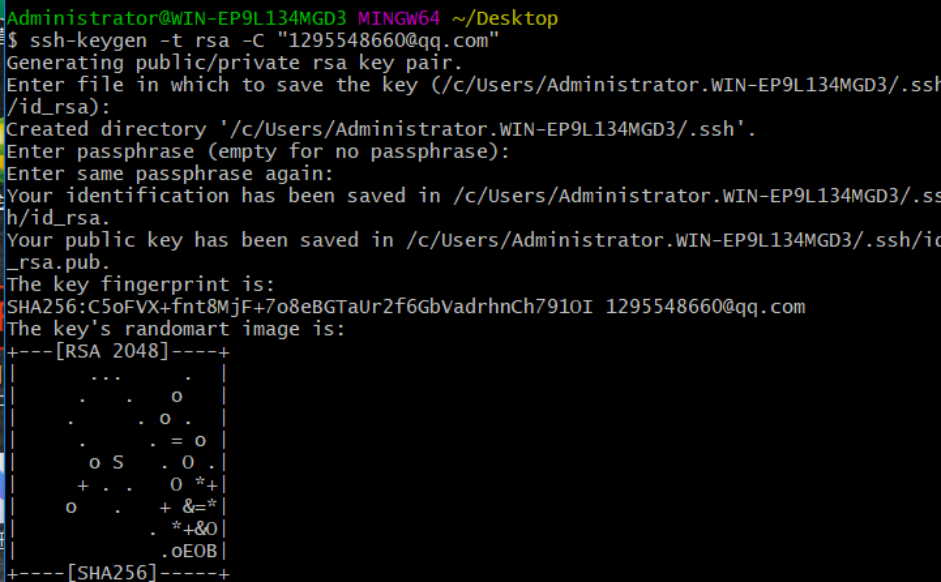 Administrator@WIN-EP9L134MGD3 MINGW64 ~/Desktop
$ ssh-keygen -t rsa -C "1295548660@qq.com"
Generating public/private rsa key pair.
Enter file in which to save the key (/c/Users/Administrator.WIN-EP9L134MGD3/.ssh
/id_rsa):
Created directory '/c/Users/Administrator.WIN-EP9L134MGD3/.ssh'.
Enter passphrase (empty for no passphrase):
Enter same passphrase again:
Your identification has been saved in /c/Users/Administrator.WIN-EP9L134MGD3/.ss
h/id_rsa.
Your public key has been saved in /c/Users/Administrator.WIN-EP9L134MGD3/.ssh/id
_rsa.pub.
The key fingerprint is:
SHA256:C5oFVX+fnt8MjF+7o8eBGTaUr2f6GbVadrhnCh791OI 1295548660@qq.com
The key's randomart image is:
+---[RSA 2048]----+
|      ...     .  |
|     .   .   o   |
|    .     . o .  |
|     .     . = o |
|      o S   . O .|
|     + . .   O *+|
|    o   .   + &=*|
|           . *+&O|
|            .oEOB|
+----[SHA256]-----+